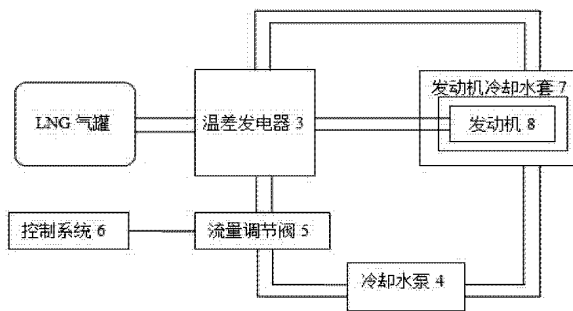 LNG 气罐
温差发电器 3
发动机冷却水套 7
发动机 8
控制系统 6
流量调节阀 5
冷却水泵 4